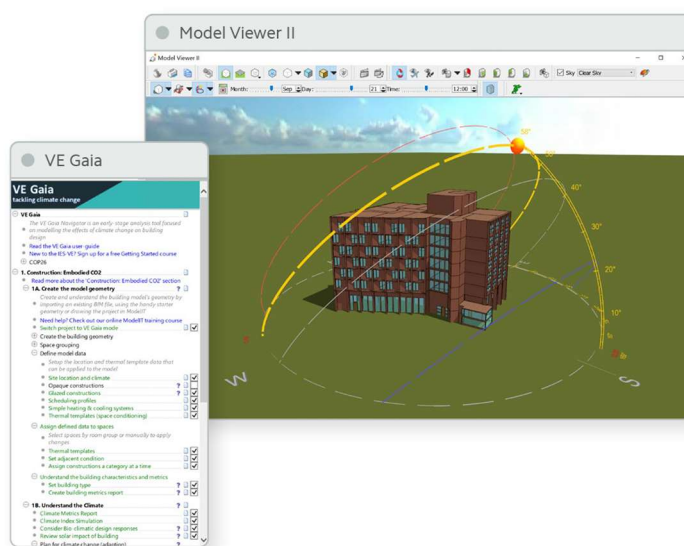 Model Viewer II
Model Viewer II
Sky Clear Sky
Month: Sep Day: 21 Time: 12:00
VE Gaia
VE Gaia
tackling climate change
VE Gaia
The VE Gaia Navigator is an early-stage analysis tool focused
on modelling the effects of climate change on building
design
Read the VE Gaia user guide
New to the IES VE? Sign up for a free Getting Started course
COP26
1. Construction: Embodied CO2
Read more about the 'Construction: Embodied CO2' section
1A. Create the model geometry
Create and understand the building model's geometry by
importing an existing BIM file, using the handy starter
geometry or drawing the project in ModelIT
Need help? Check out our online ModelIT training course
Switch project to VE Gaia mode
Create the building geometry
Space grouping
Define model data
Setup the location and thermal template data that
can be applied to the model
Site location and climate
Opaque constructions
Glazed constructions
Scheduling profiles
Simple heating & cooling systems
Thermal templates (space conditioning)
Assign defined data to spaces
Select spaces by room group or manually to apply
changes
Thermal templates
Set adjacent condition
Assign constructions a category at a time
Understand the building characteristics and metrics
Set building type
Create building metrics report
1B. Understand the Climate
Climate Metrics Report
Climate Index Simulation
Consider Bio-climatic design responses
Review solar impact of building
Plan for climate change (adaption)
58°
50°
40°
30°
20°
10°
W
S